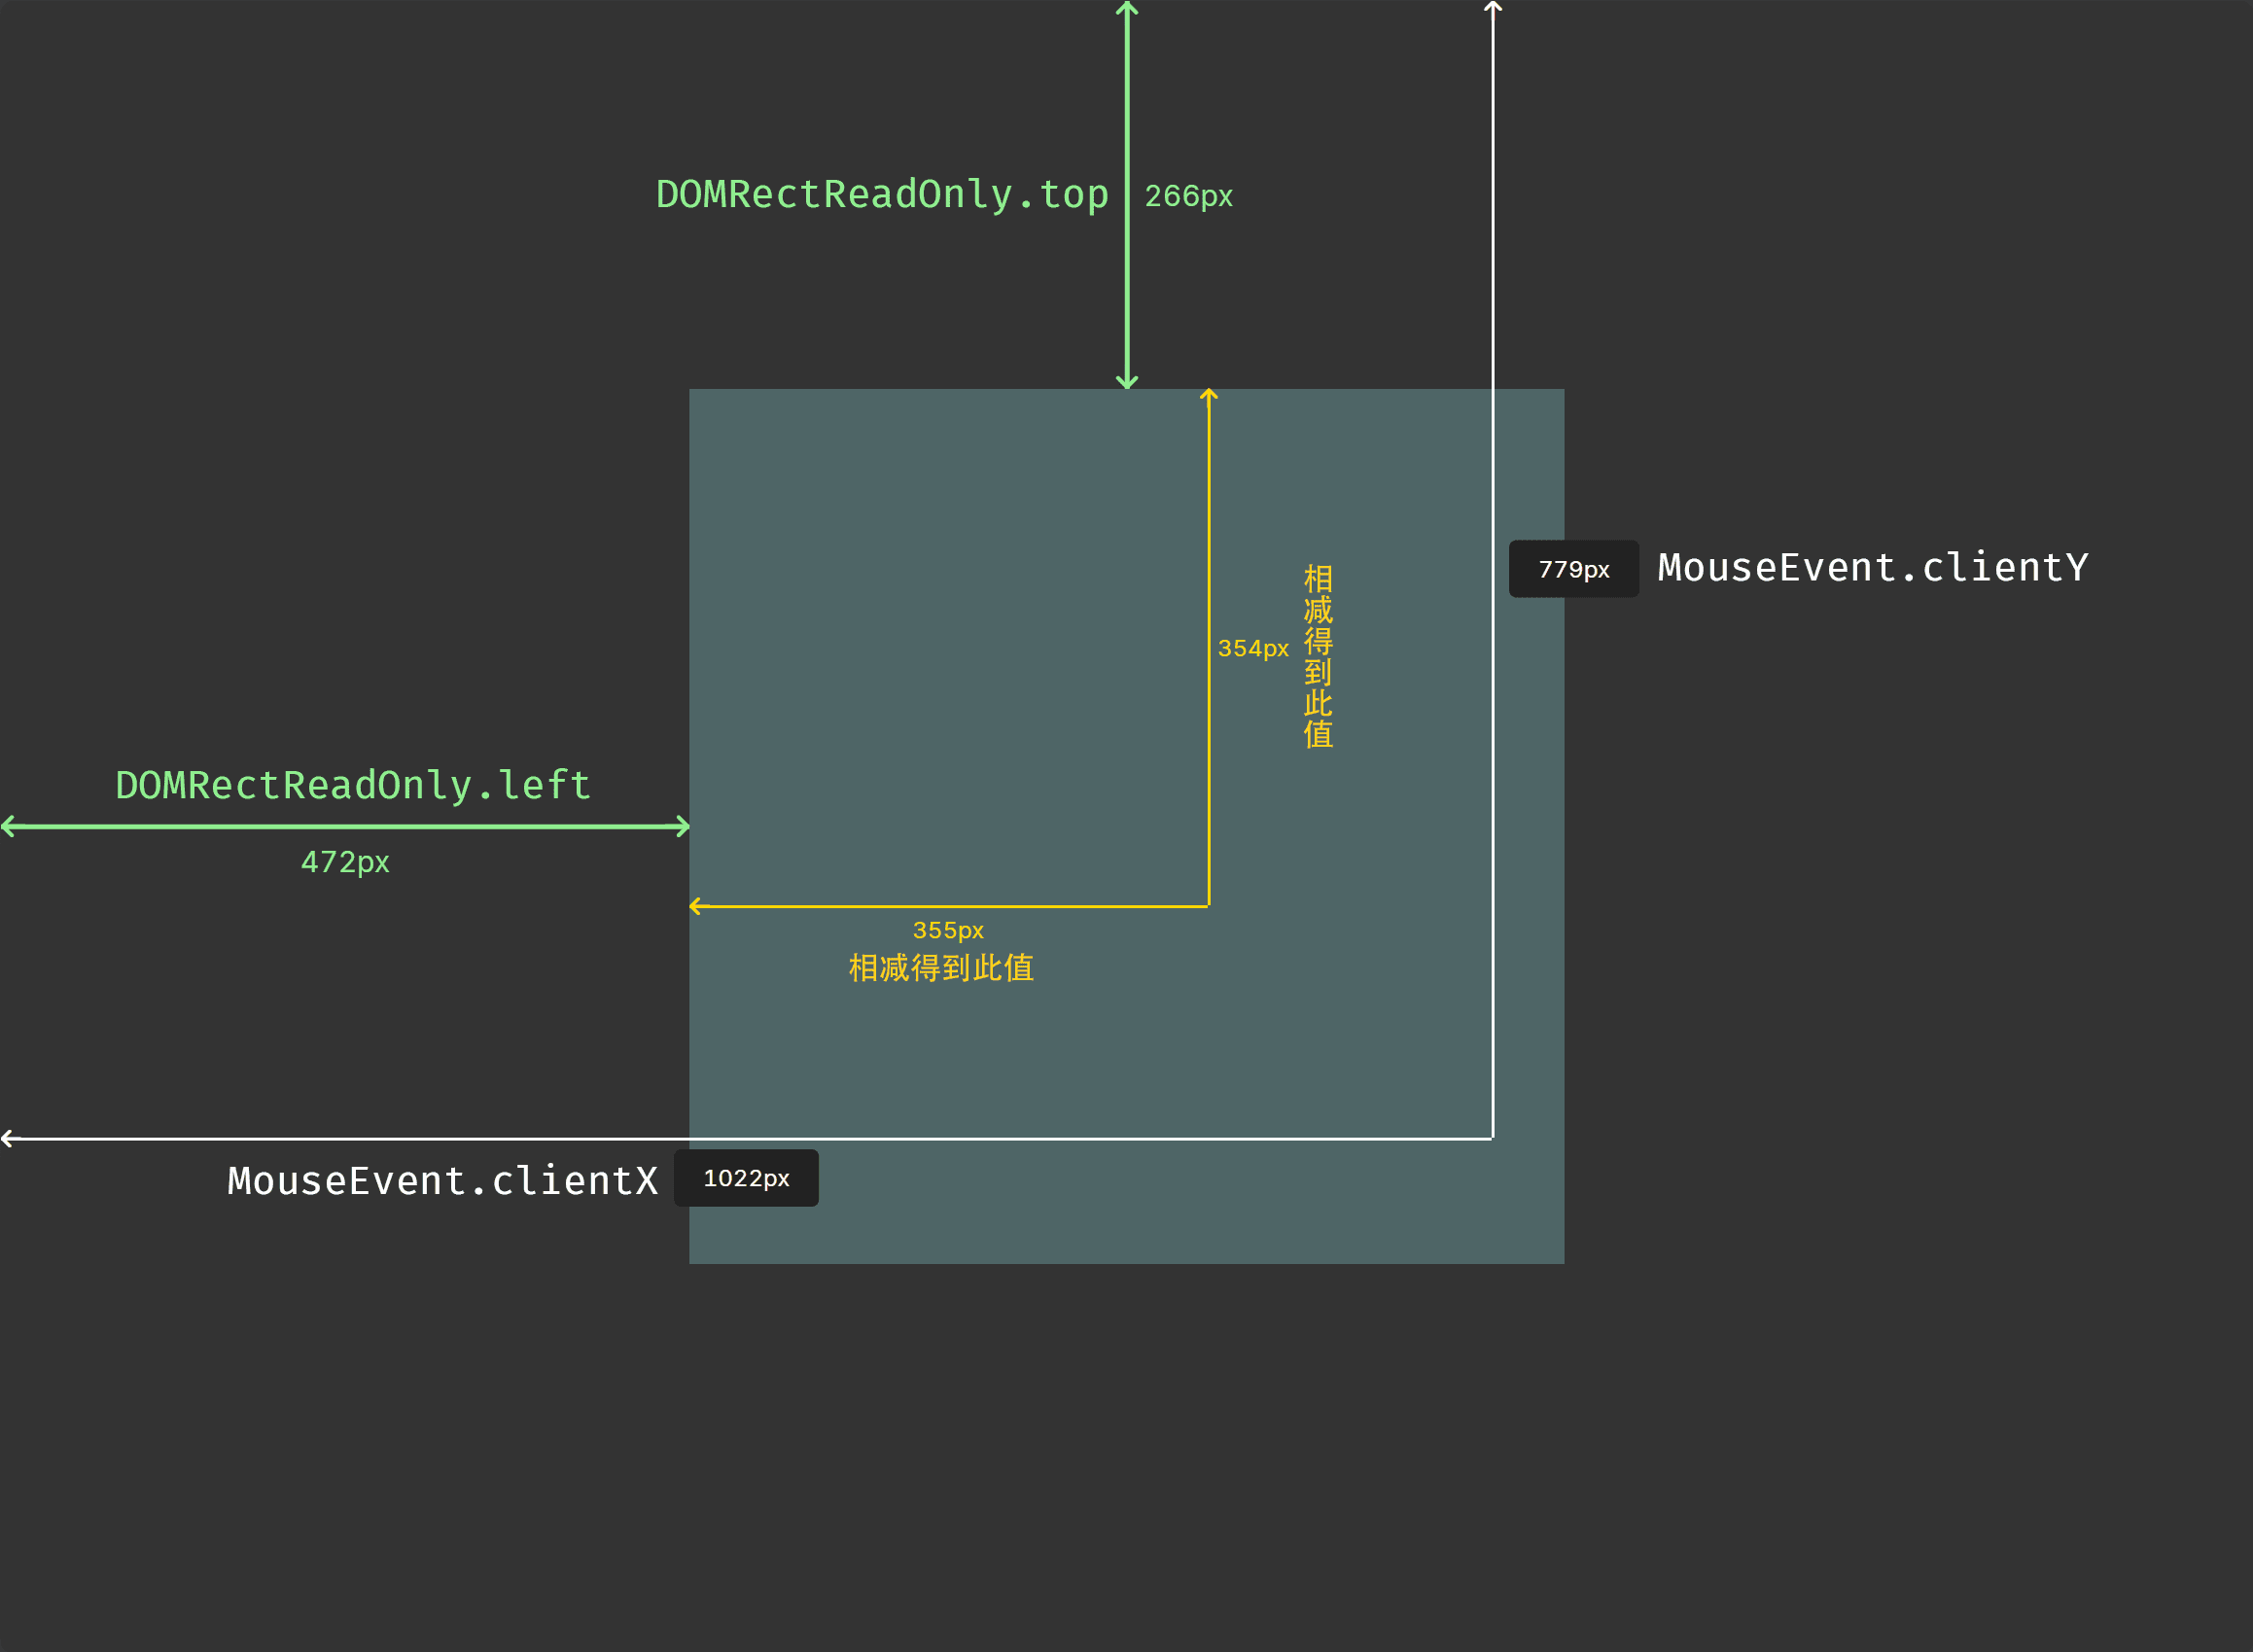 DOMRectReadOnly.top
266px
779px
MouseEvent.clientY
354px
相减得到此值
DOMRectReadOnly.left
472px
355px
相减得到此值
MouseEvent.clientX
1022px